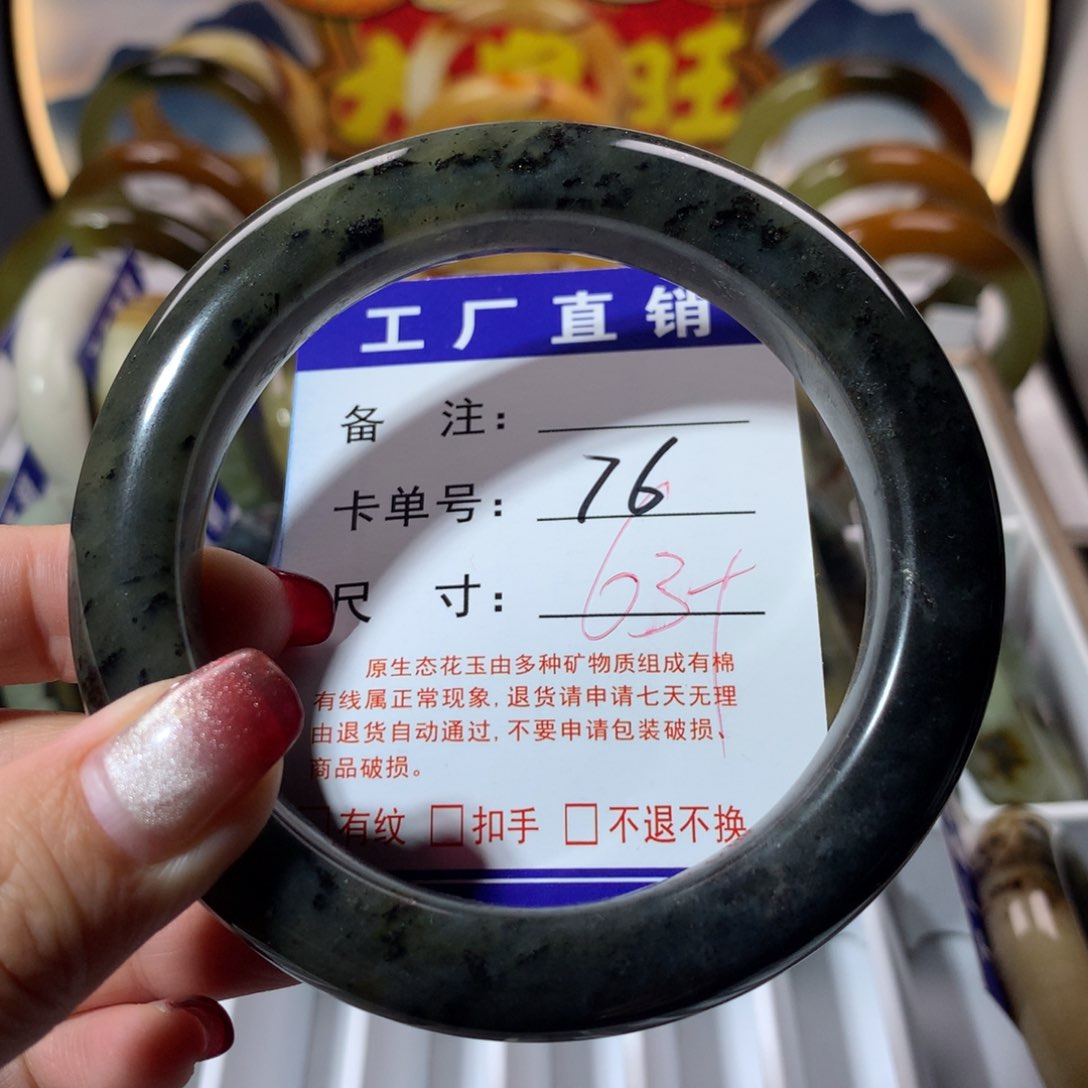 旺
工厂直销
备 注:
卡单号: 76
尺 寸: 63+
原生态花玉由多种矿物质组成有棉
有线属正常现象,退货请申请七天无理
由退货自动通过,不要申请包装破损、
商品破损。
□有纹 □扣手 □不退不换